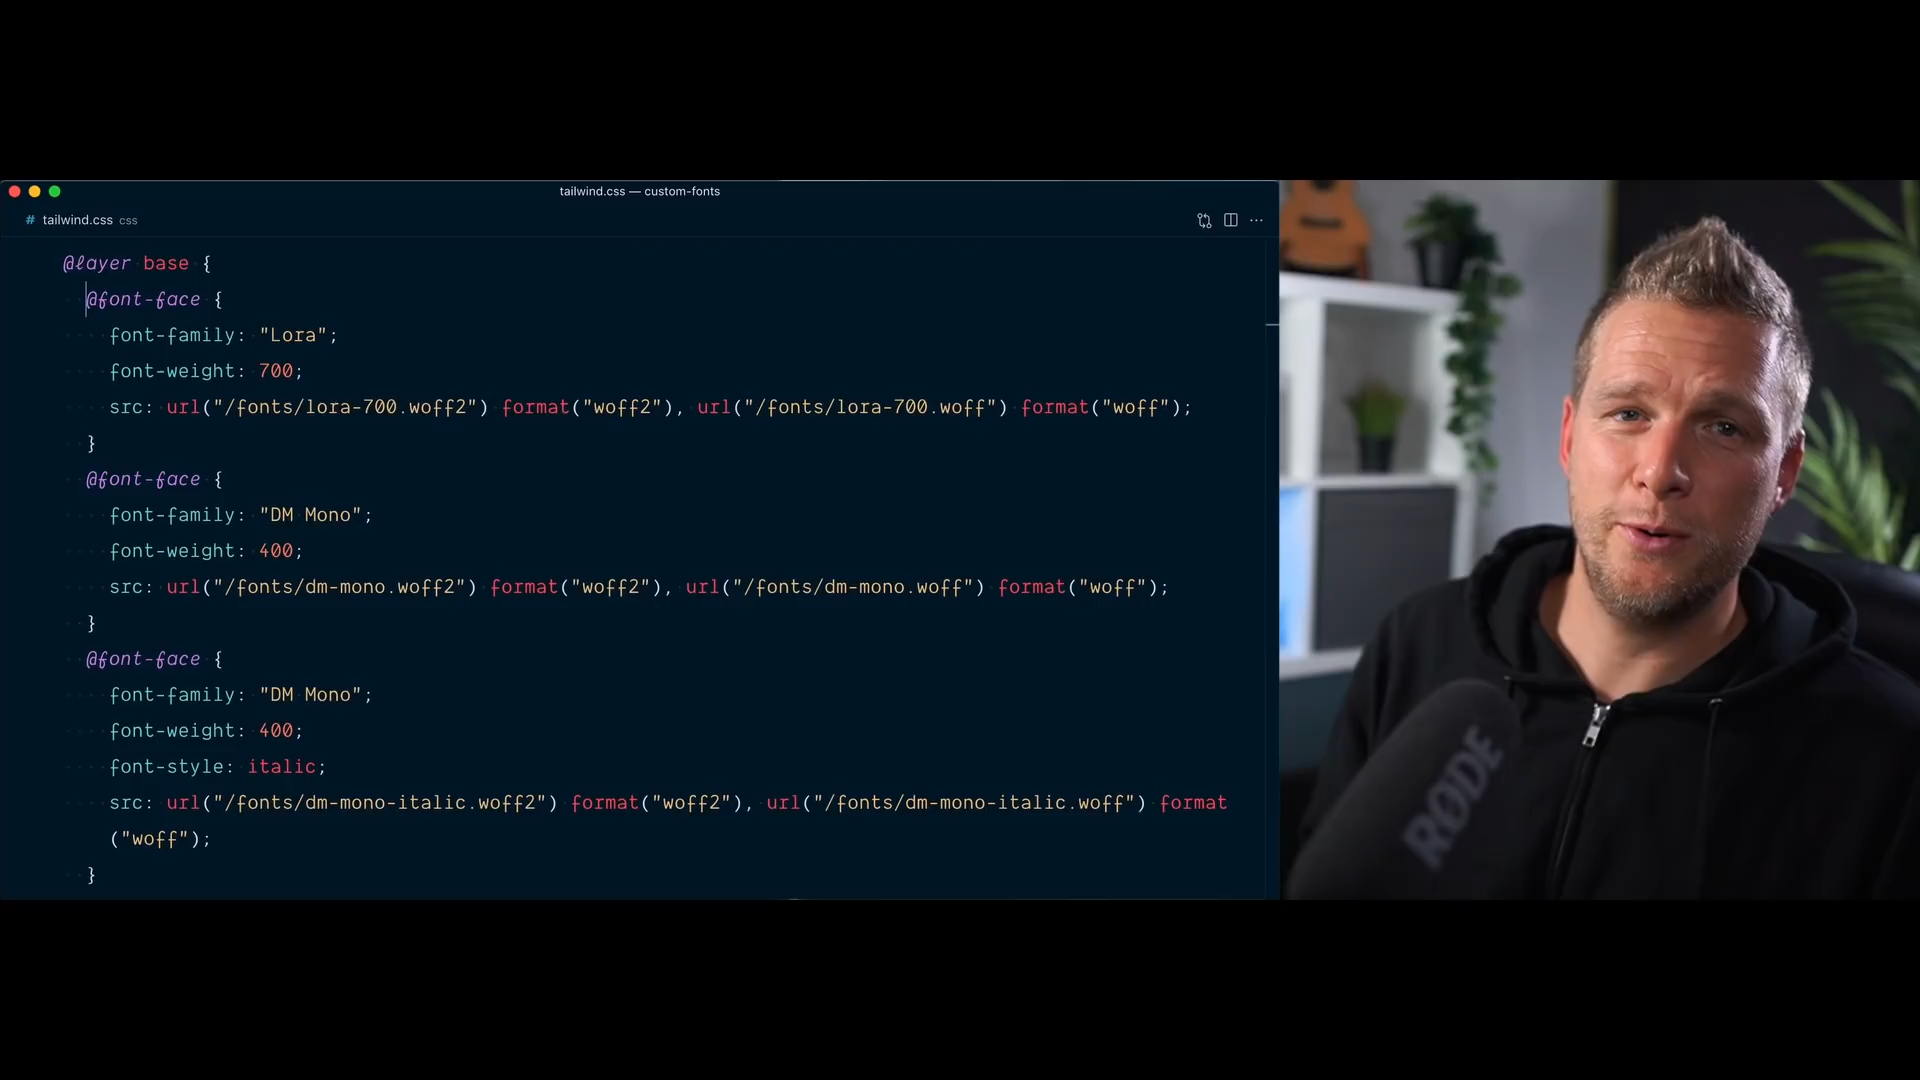 tailwind.css — custom-fonts
# tailwind.css css
@layer base {
@font-face {
font-family: "Lora";
font-weight: 700;
src: url("/fonts/lora-700.woff2") format("woff2"), url("/fonts/lora-700.woff") format("woff");
}
@font-face {
font-family: "DM Mono";
font-weight: 400;
src: url("/fonts/dm-mono.woff2") format("woff2"), url("/fonts/dm-mono.woff") format("woff");
}
@font-face {
font-family: "DM Mono";
font-weight: 400;
font-style: italic;
src: url("/fonts/dm-mono-italic.woff2") format("woff2"), url("/fonts/dm-mono-italic.woff") format
("woff");
}
RØDE